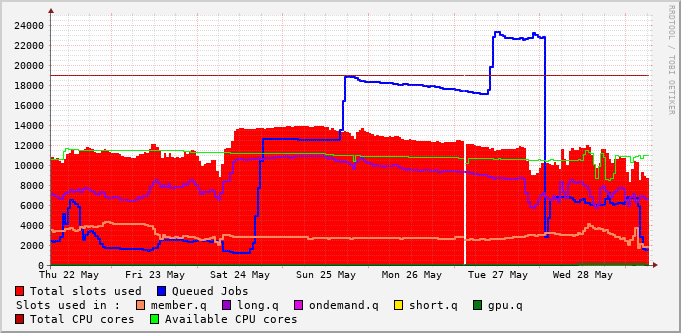 24000
22000
20000
18000
16000
14000
12000
10000
8000
6000
4000
2000
0
Thu 22 May Fri 23 May Sat 24 May Sun 25 May Mon 26 May Tue 27 May Wed 28 May
Total slots used Queued Jobs
Slots used in : member.q long.q ondemand.q short.q gpu.q
Total CPU cores Available CPU cores
RRDTOOL / TOBI OETIKER